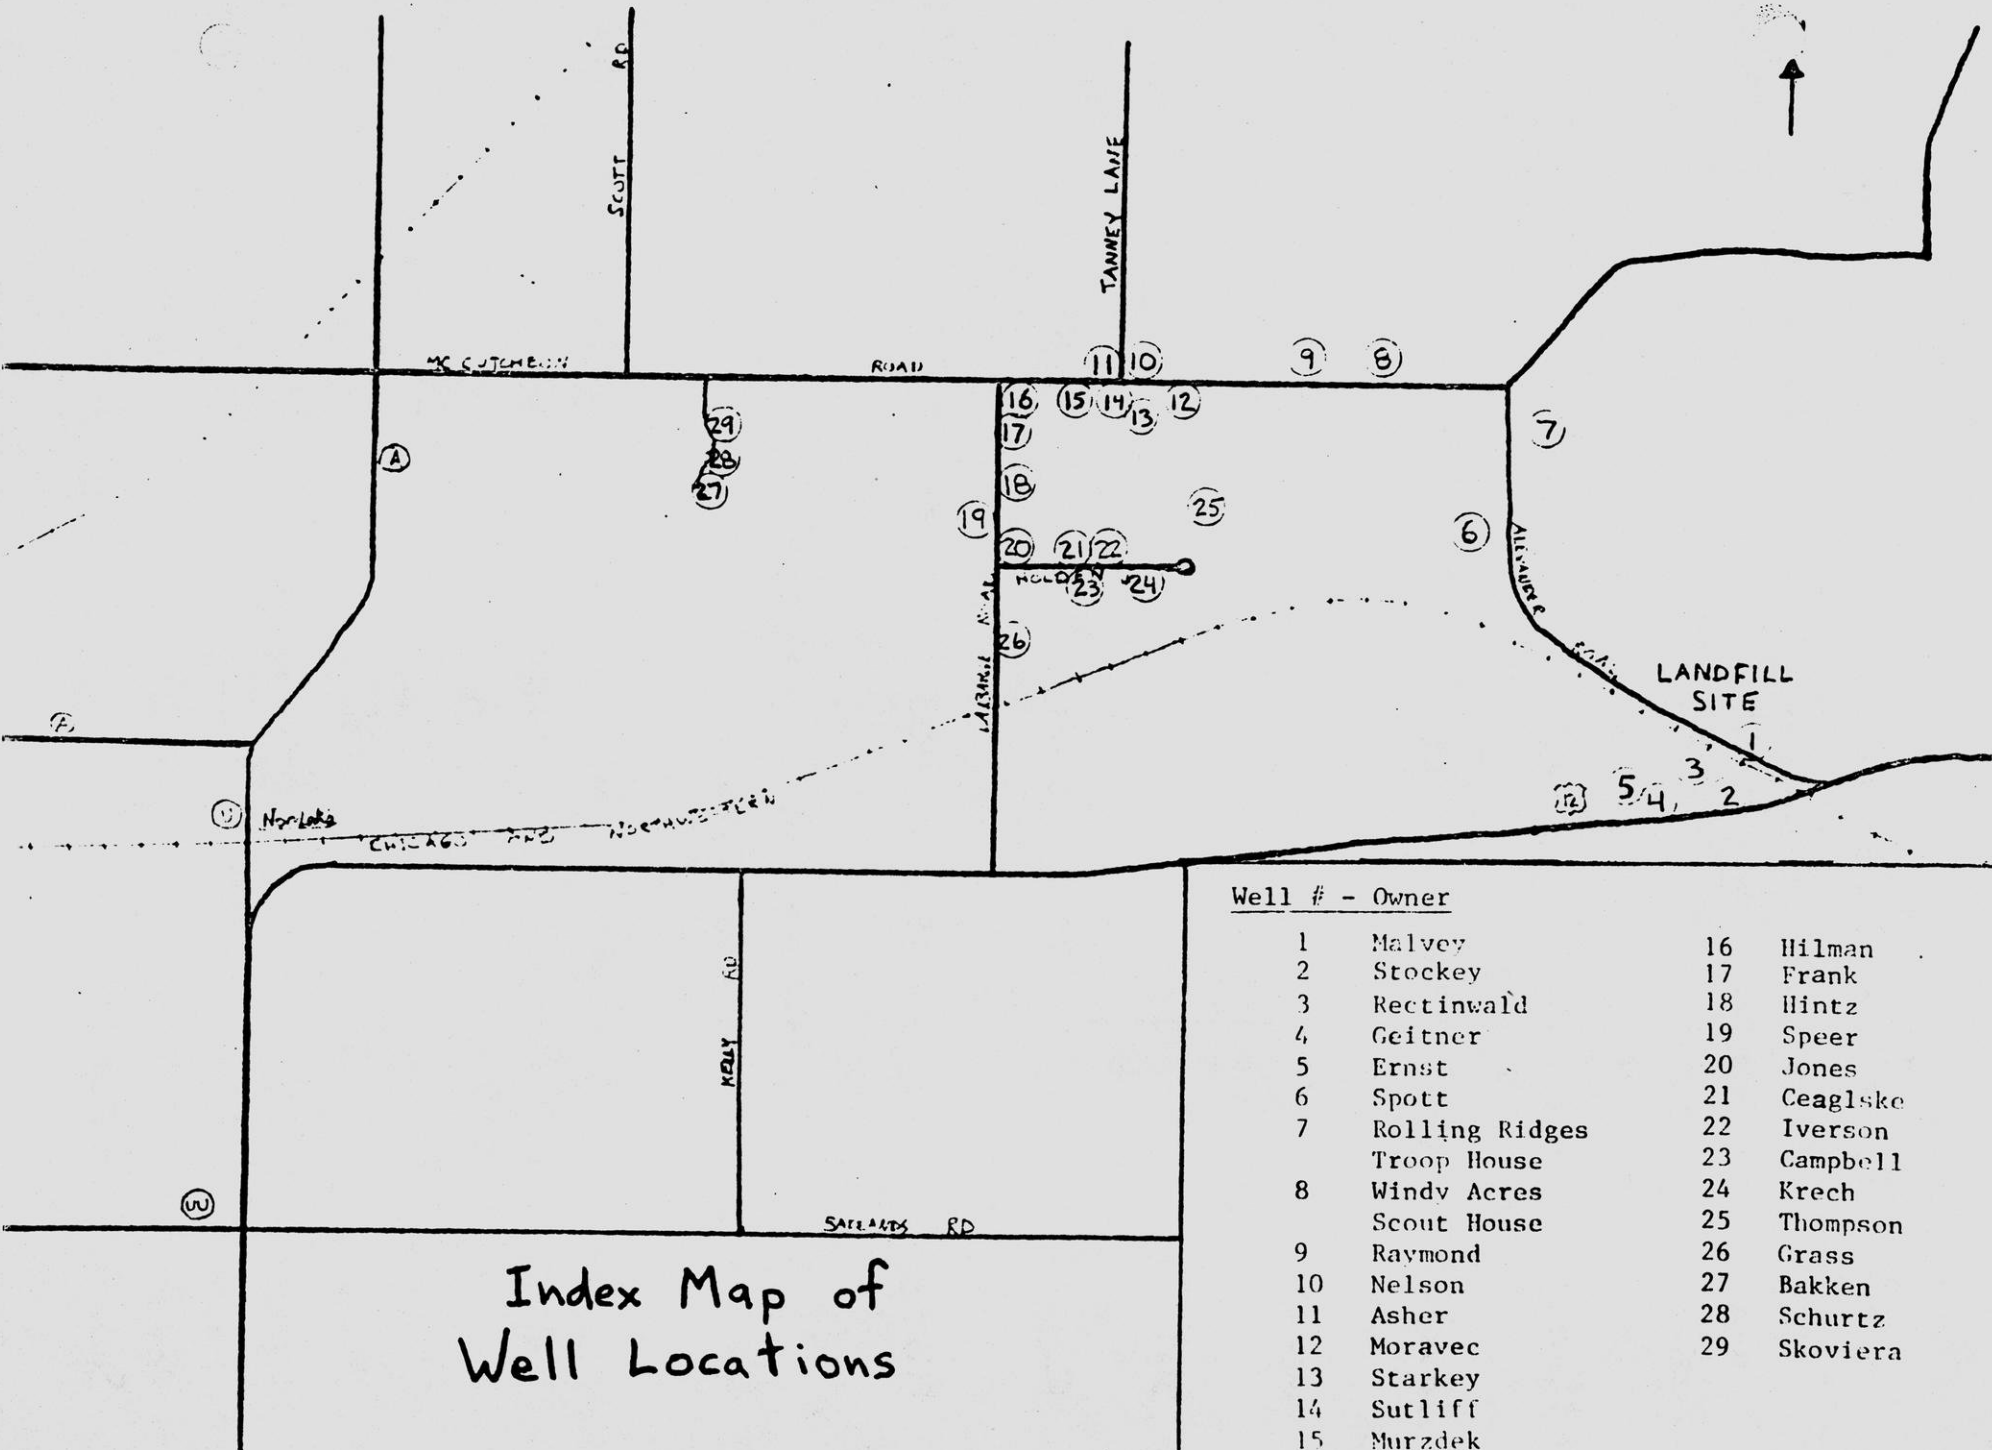 SCOTT RD
TANNEY LANE
MC CUTCHEON ROAD
11 10 9 8
16 15 14 13 12
17
7
A
29
28
27
18
19
25
6
20 21 22
23 24
26
ALEXANDER ROAD
LANDFILL
SITE
1
3
5 4 2
12
A
U
CHICAGO AND NORTHWESTERN
KELLY RD
RD
Index Map of
Well Locations
Well # - Owner
1 Malvey
2 Stockey
3 Rectinwald
4 Geitner
5 Ernst
6 Spott
7 Rolling Ridges
Troop House
8 Windy Acres
Scout House
9 Raymond
10 Nelson
11 Asher
12 Moravec
13 Starkey
14 Sutliff
15 Murzdek
16 Hilman
17 Frank
18 Hintz
19 Speer
20 Jones
21 Ceaglske
22 Iverson
23 Campbell
24 Krech
25 Thompson
26 Grass
27 Bakken
28 Schurtz
29 Skoviera